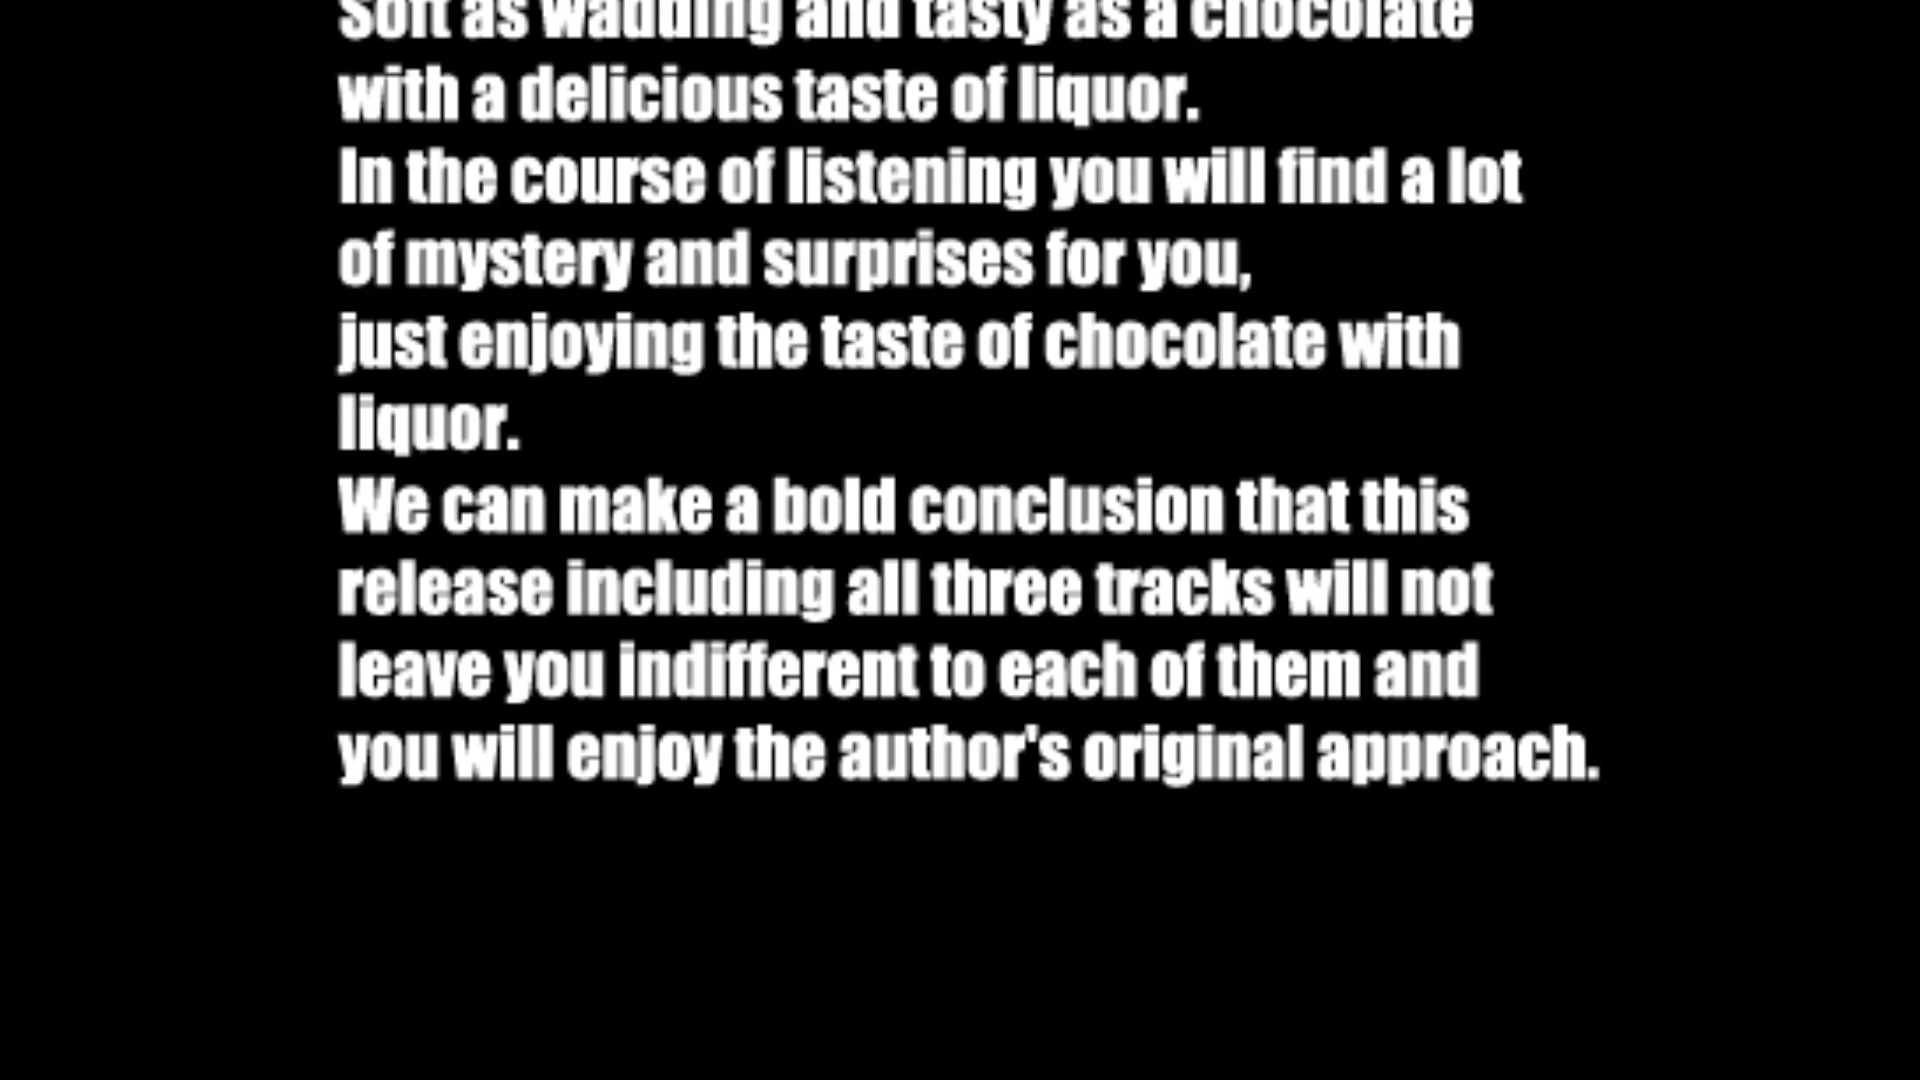 Soft as wadding and tasty as a chocolate
with a delicious taste of liquor.
In the course of listening you will find a lot
of mystery and surprises for you,
just enjoying the taste of chocolate with
liquor.
We can make a bold conclusion that this
release including all three tracks will not
leave you indifferent to each of them and
you will enjoy the author's original approach.